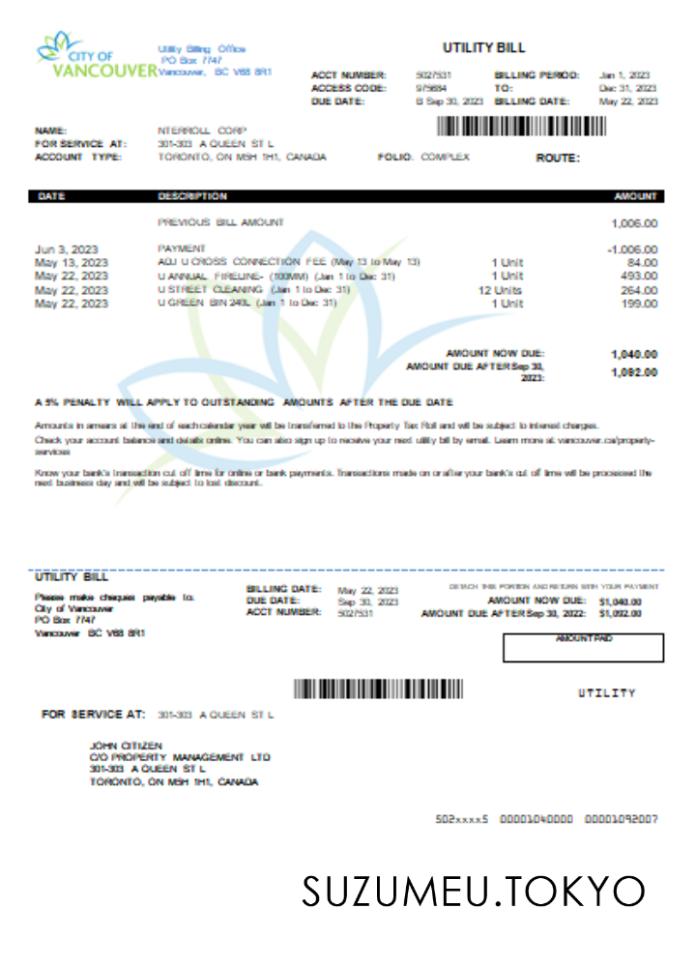 CITY OF
VANCOUVER
Utility Billing Office
PO Box 7747
Vancouver, BC V6B 8R1
UTILITY BILL
ACCT NUMBER: 5027531 BILLING PERIOD: Jan 1, 2023
ACCESS CODE: 975684 TO: Dec 31, 2023
DUE DATE: B Sep 30, 2023 BILLING DATE: May 22, 2023
NAME: NTERROLL CORP
FOR SERVICE AT: 301-303 A QUEEN ST L
ACCOUNT TYPE: TORONTO, ON M5H 1H1, CANADA FOLIO. COMPLEX ROUTE:
DATE DESCRIPTION AMOUNT
PREVIOUS BILL AMOUNT 1,006.00
Jun 3, 2023 PAYMENT -1.006.00
May 13, 2023 ADJ U CROSS CONNECTION FEE (May 13 to May 13) 1 Unit 84.00
May 22, 2023 U ANNUAL FIRELINE- (100MM) (Jan 1 to Dec 31) 1 Unit 493.00
May 22, 2023 U STREET CLEANING (Jan 1 to Dec 31) 12 Units 264.00
May 22, 2023 U GREEN BIN 240L (Jan 1 to Dec 31) 1 Unit 199.00
AMOUNT NOW DUE: 1,040.00
AMOUNT DUE AFTER Sep 30, 2023: 1,092.00
A 5% PENALTY WILL APPLY TO OUTSTANDING AMOUNTS AFTER THE DUE DATE
Amounts in arrears at the end of each calendar year will be transferred to the Property Tax Roll and will be subject to interest charges.
Check your account balance and details online. You can also sign up to receive your next utility bill by email. Learn more at vancouver.ca/property-
services
Know your bank's transaction cut off time for online or bank payments. Transactions made on or after your bank's cut of time will be processed the
next business day and will be subject to lost discount.
UTILITY BILL
Please make cheques payable to.
City of Vancouver
PO Box 7747
Vancouver BC V6B 8R1
BILLING DATE: May 22, 2023
DUE DATE: Sep 30, 2023
ACCT NUMBER: 5027531
DETACH THIS PORTION AND RETURN WITH YOUR PAYMENT
AMOUNT NOW DUE: $1,040.00
AMOUNT DUE AFTER Sep 30, 2022: $1,092.00
AMOUNT PAID
UTILITY
FOR SERVICE AT: 301-303 A QUEEN ST L
JOHN CITIZEN
C/O PROPERTY MANAGEMENT LTD
301-303 A QUEEN ST L
TORONTO, ON M5H 1H1, CANADA
502xxxx5 00001040000 00001092007
SUZUMEU.TOKYO